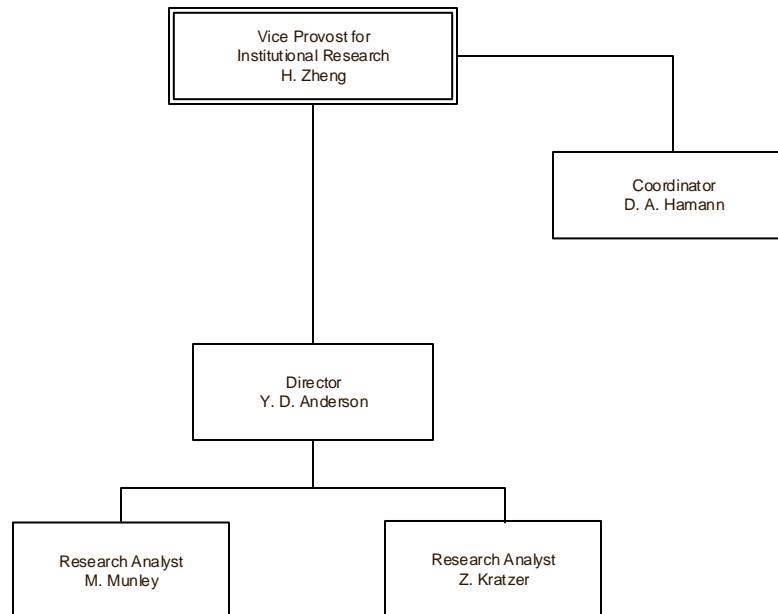 Vice Provost for
Institutional Research
H. Zheng
Coordinator
D. A. Hamann
Director
Y. D. Anderson
Research Analyst
M. Munley
Research Analyst
Z. Kratzer